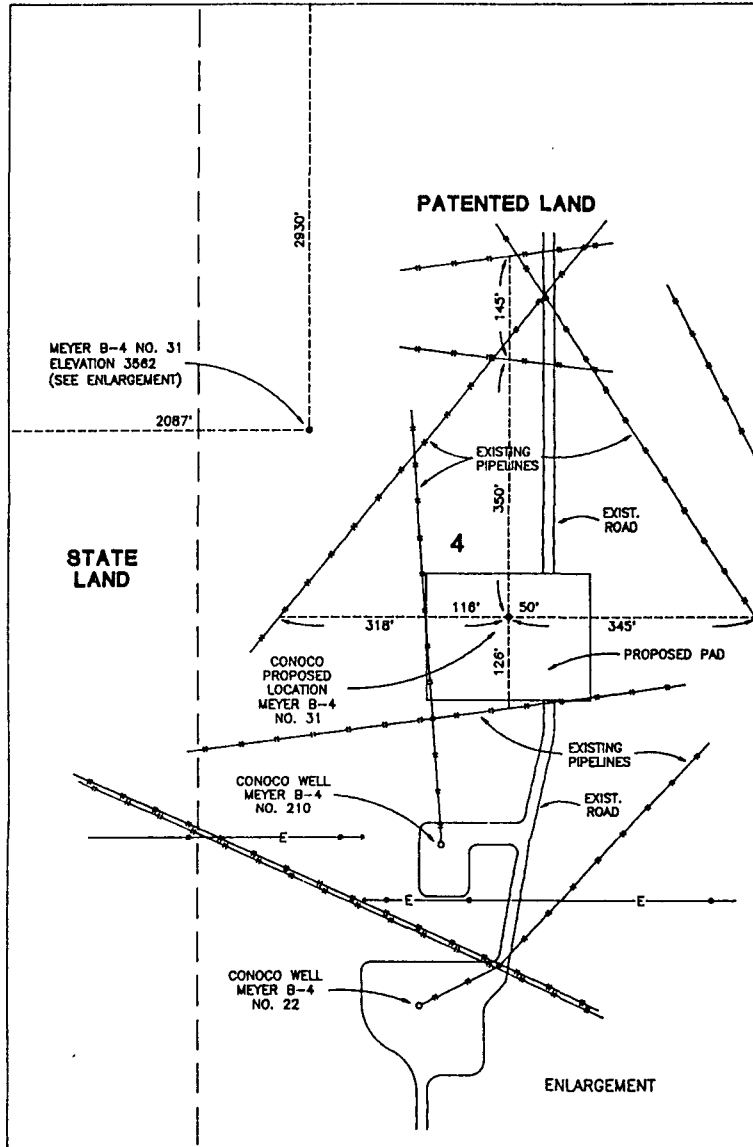 2930'
PATENTED LAND
145'
MEYER B-4 NO. 31
ELEVATION 3562
(SEE ENLARGEMENT)
2087'
EXISTING
PIPELINES
350'
EXIST.
ROAD
4
STATE
LAND
318'
116'
50'
345'
126'
CONOCO
PROPOSED
LOCATION
MEYER B-4
NO. 31
PROPOSED PAD
EXISTING
PIPELINES
CONOCO WELL
MEYER B-4
NO. 210
EXIST.
ROAD
E
E
E
CONOCO WELL
MEYER B-4
NO. 22
ENLARGEMENT